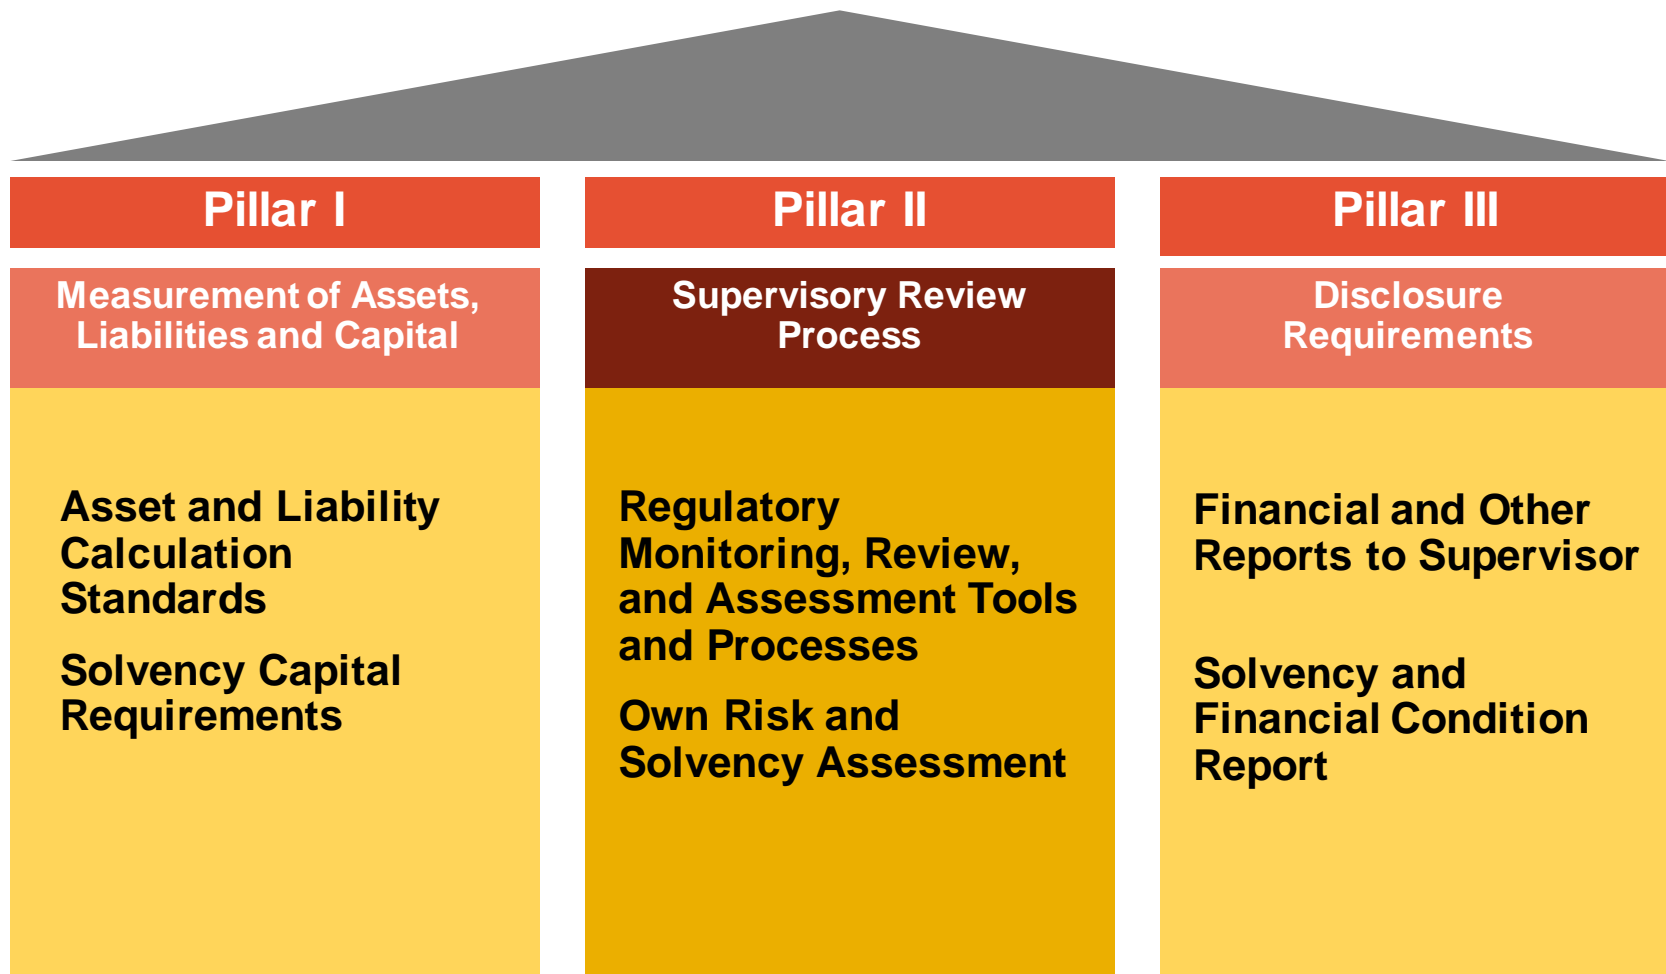 Pillar I
Measurement of Assets,
Liabilities and Capital
Asset and Liability
Calculation
Standards
Solvency Capital
Requirements
Pillar II
Supervisory Review
Process
Regulatory
Monitoring, Review,
and Assessment Tools
and Processes
Own Risk and
Solvency Assessment
Pillar III
Disclosure
Requirements
Financial and Other
Reports to Supervisor
Solvency and
Financial Condition
Report